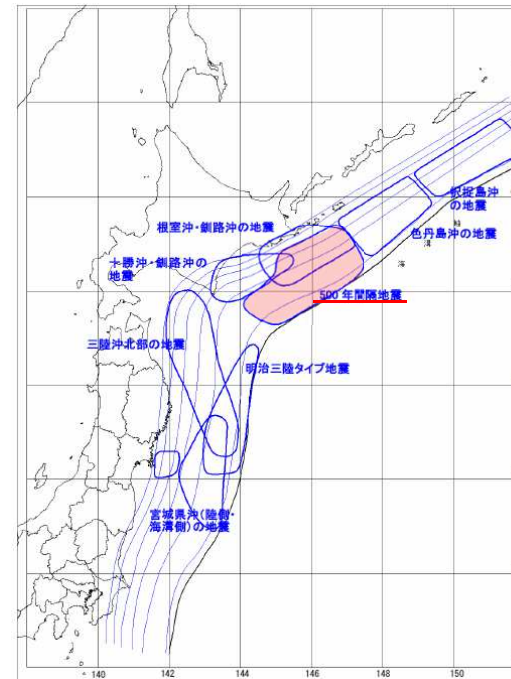 択捉島沖
の地震
色丹島沖の地震
海
溝
根室沖・釧路沖の地震
十勝沖・釧路沖の
地震
500 年間隔地震
三陸沖北部の地震
明治三陸タイプ地震
宮城県沖(陸側・
海溝側)の地震
140
142
144
146
148
150